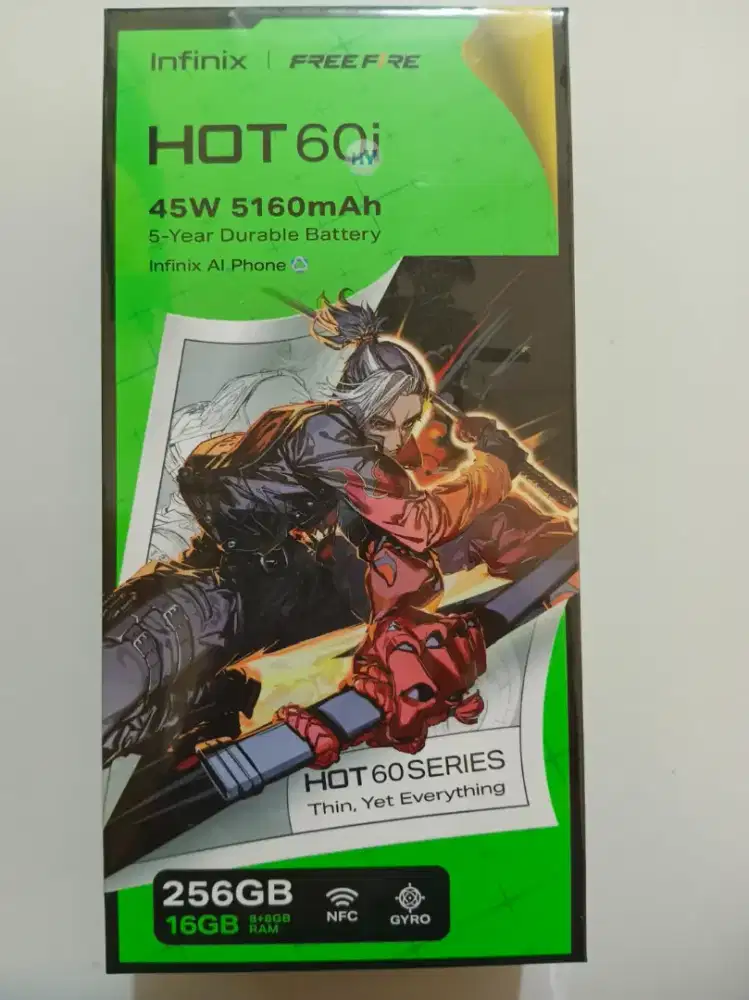 Infinix | FREE FIRE
HOT 60i
HY
45W 5160mAh
5-Year Durable Battery
Infinix AI Phone
HOT 60 SERIES
Thin, Yet Everything
256GB
16GB 8+8GB RAM
NFC
GYRO